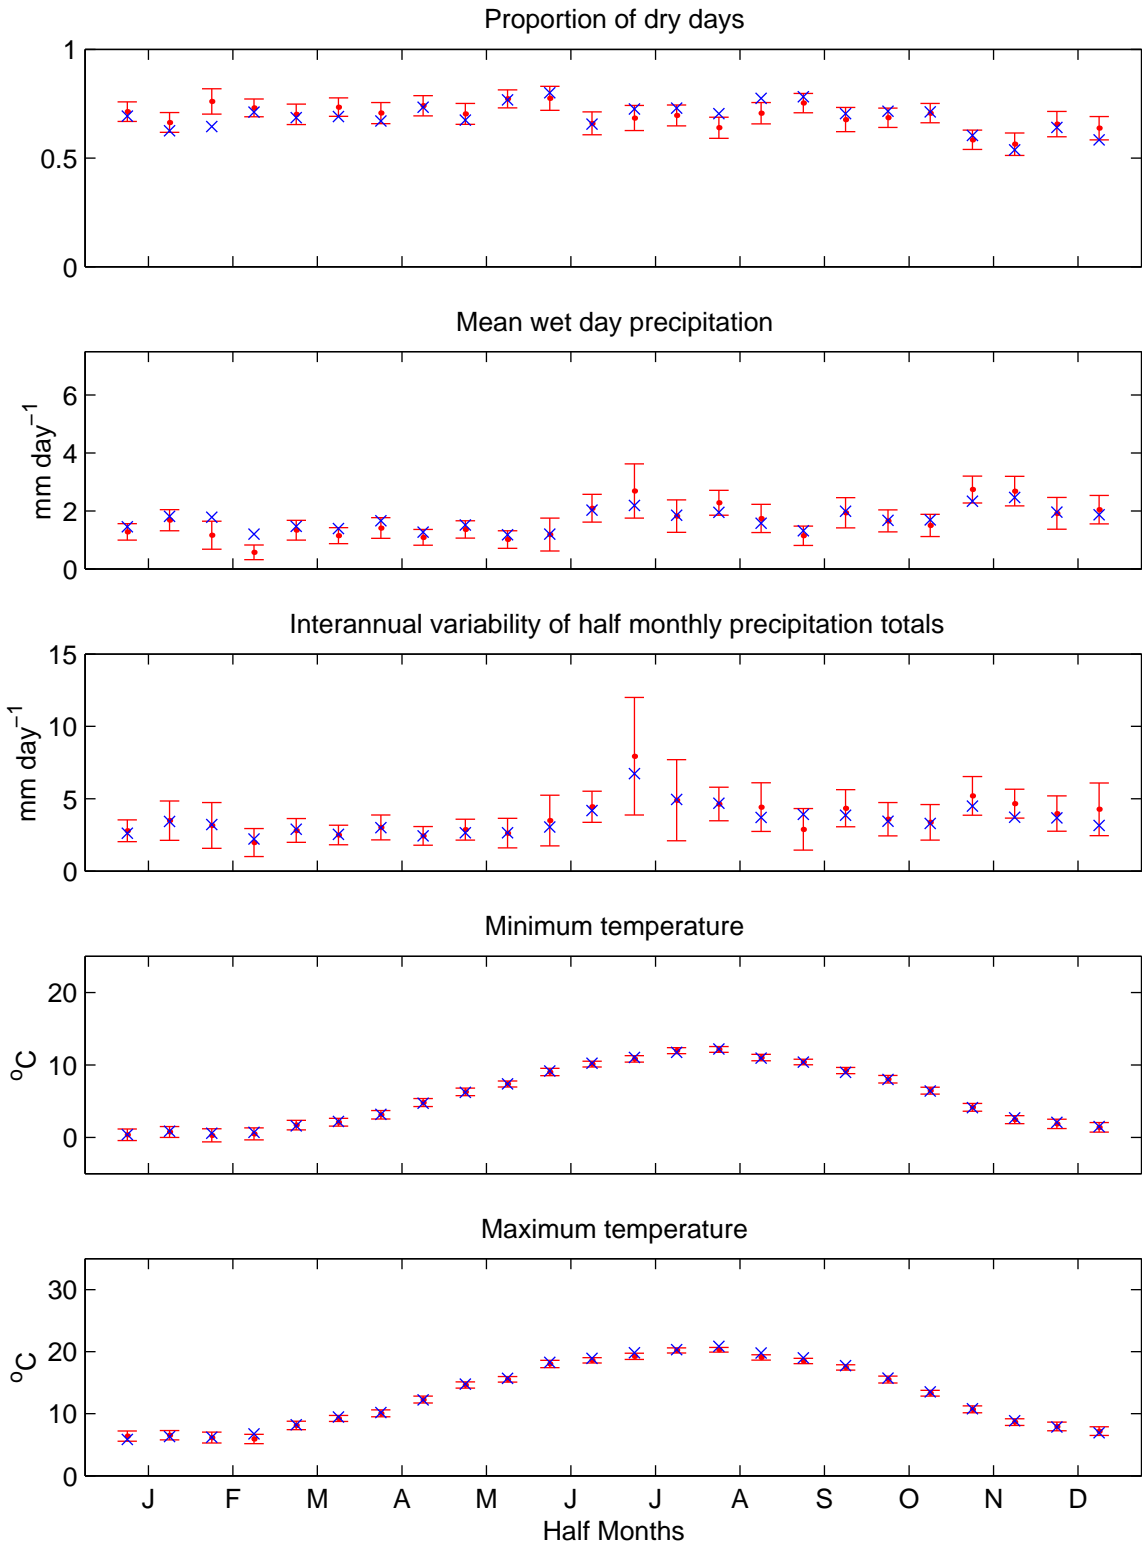 Proportion of dry days
1
0.5
0
Mean wet day precipitation
6
4
2
0
mm day⁻¹
Interannual variability of half monthly precipitation totals
15
10
5
0
mm day⁻¹
Minimum temperature
20
10
0
ºC
Maximum temperature
30
20
10
0
ºC
J F M A M J J A S O N D
Half Months